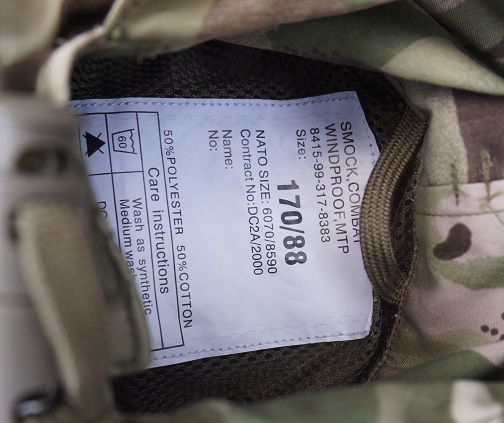 SMOCK,COMBAT
WINDPROOF,MTP
8415-99-317-8383
Size:
170/88
NATO SIZE: 6070/8590
Contract No:DC2A/2000
Name:
No:
50%POLYESTER 50%COTTON
Care instructions
60
Wash as synthetic
Medium wash